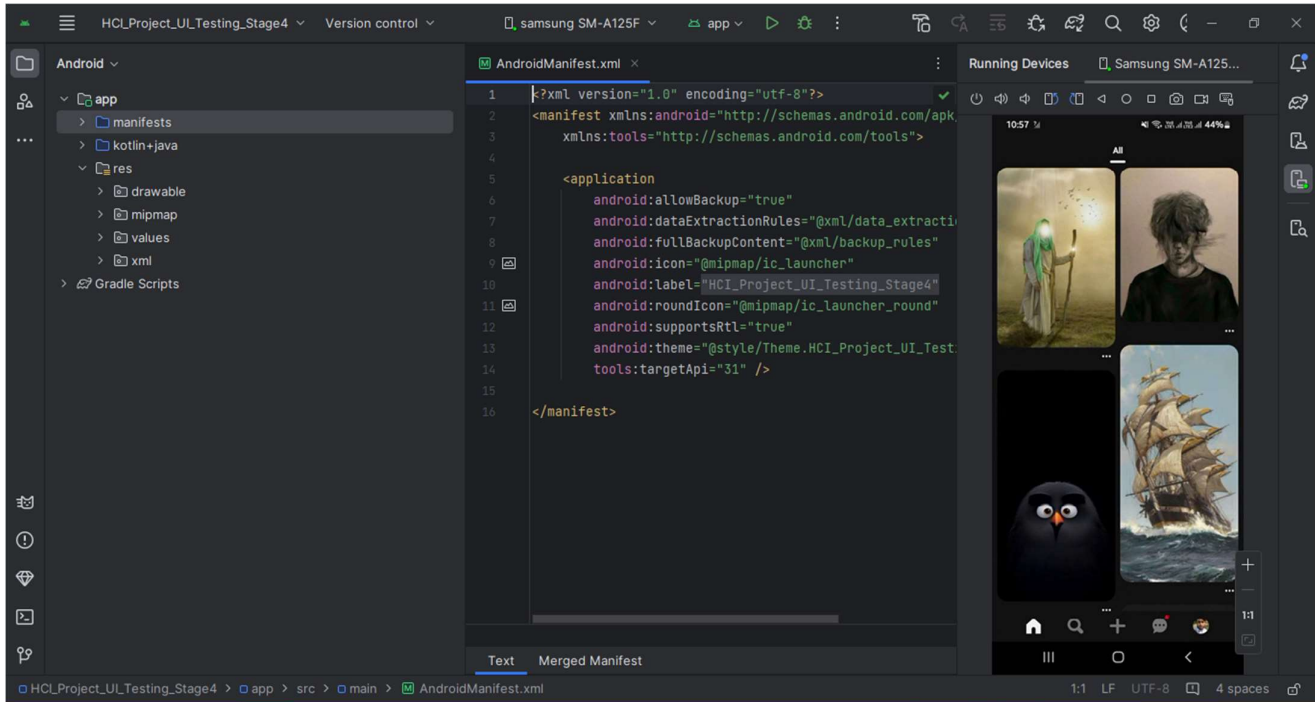 HCI_Project_UI_Testing_Stage4 Version control samsung SM-A125F app
Android
app
manifests
kotlin+java
res
drawable
mipmap
values
xml
Gradle Scripts
AndroidManifest.xml
1 <?xml version="1.0" encoding="utf-8"?>
2 <manifest xmlns:android="http://schemas.android.com/apk
3 xmlns:tools="http://schemas.android.com/tools">
4
5 <application
6 android:allowBackup="true"
7 android:dataExtractionRules="@xml/data_extracti
8 android:fullBackupContent="@xml/backup_rules"
9 android:icon="@mipmap/ic_launcher"
10 android:label="HCI_Project_UI_Testing_Stage4"
11 android:roundIcon="@mipmap/ic_launcher_round"
12 android:supportsRtl="true"
13 android:theme="@style/Theme.HCI_Project_UI_Test
14 tools:targetApi="31" />
15
16 </manifest>
Text Merged Manifest
Running Devices Samsung SM-A125...
10:57 44%
All
1:1
HCI_Project_UI_Testing_Stage4 > app > src > main > AndroidManifest.xml
1:1 LF UTF-8 4 spaces